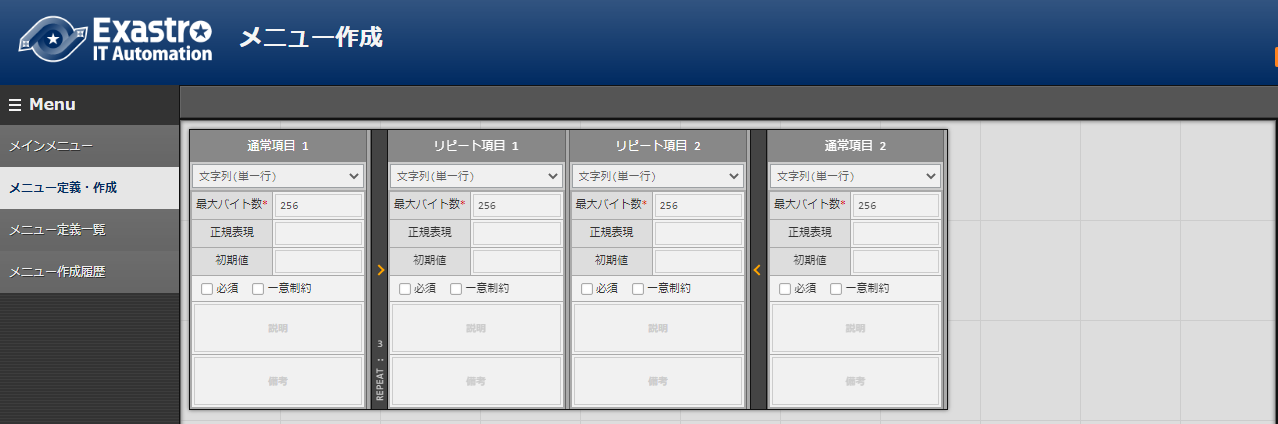 Exastro
IT Automation
メニュー作成
Menu
メインメニュー
メニュー定義・作成
メニュー定義一覧
メニュー作成履歴
通常項目 1
文字列(単一行)
最大バイト数* 256
正規表現
初期値
必須 一意制約
説明
備考
REPEAT : 3
リピート項目 1
文字列(単一行)
最大バイト数* 256
正規表現
初期値
必須 一意制約
説明
備考
リピート項目 2
文字列(単一行)
最大バイト数* 256
正規表現
初期値
必須 一意制約
説明
備考
通常項目 2
文字列(単一行)
最大バイト数* 256
正規表現
初期値
必須 一意制約
説明
備考